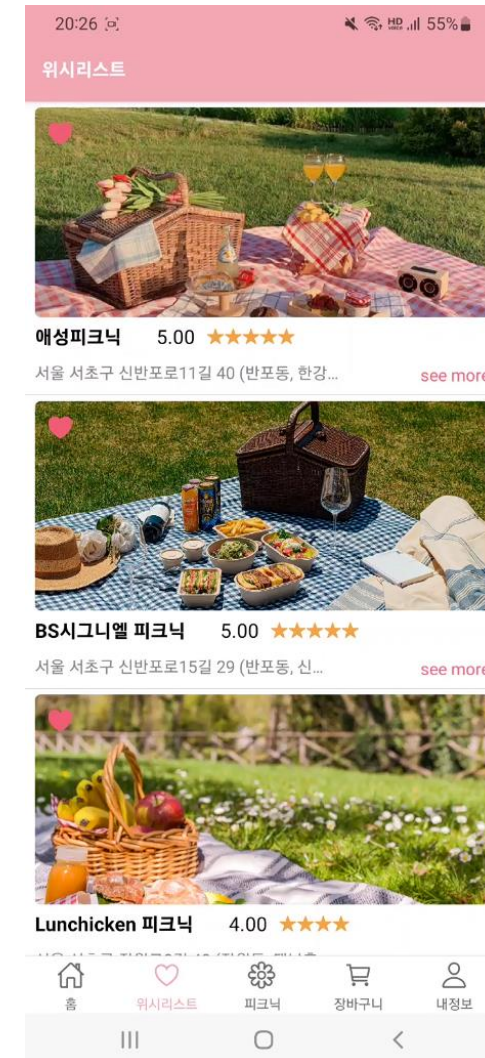 20:26
HD 55%
위시리스트
애성피크닉 5.00 ★★★★★
서울 서초구 신반포로11길 40 (반포동, 한강...
see more
BS시그니엘 피크닉 5.00 ★★★★★
서울 서초구 신반포로15길 29 (반포동, 신...
see more
Lunchicken 피크닉 4.00 ★★★★
홈 위시리스트 피크닉 장바구니 내정보